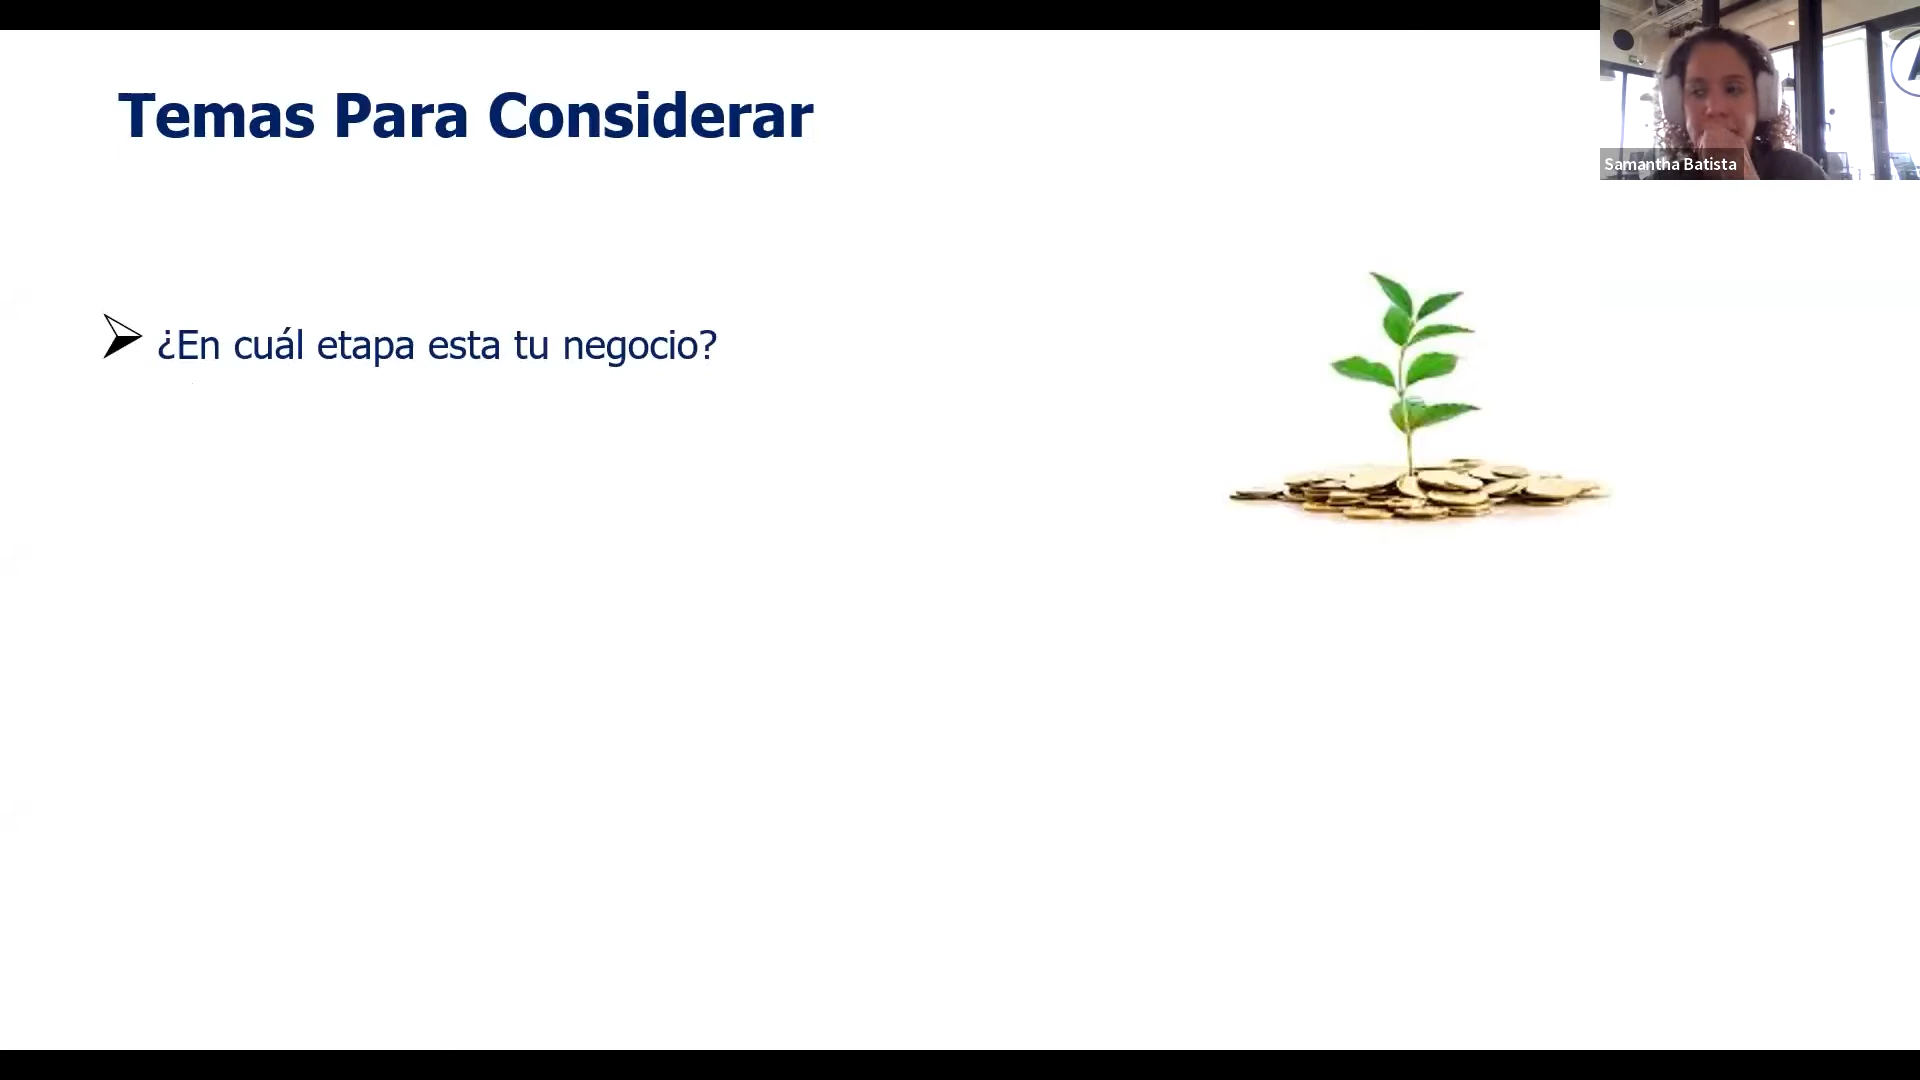 Temas Para Considerar
¿En cuál etapa esta tu negocio?
Samantha Batista